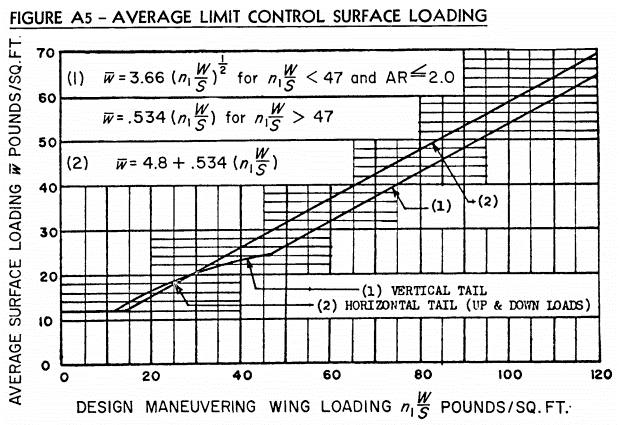 FIGURE A5 – AVERAGE LIMIT CONTROL SURFACE LOADING
AVERAGE SURFACE LOADING w̅ POUNDS/SQ.FT.
70
60
50
40
30
20
10
0
(1) w̅ = 3.66 (n₁ W/S)^1/2 for n₁ W/S < 47 and AR ≤ 2.0
w̅ = .534 (n₁ W/S) for n₁ W/S > 47
(2) w̅ = 4.8 + .534 (n₁ W/S)
(1)
(2)
(1) VERTICAL TAIL
(2) HORIZONTAL TAIL (UP & DOWN LOADS)
0 20 40 60 80 100 120
DESIGN MANEUVERING WING LOADING n₁ W/S POUNDS/SQ.FT.